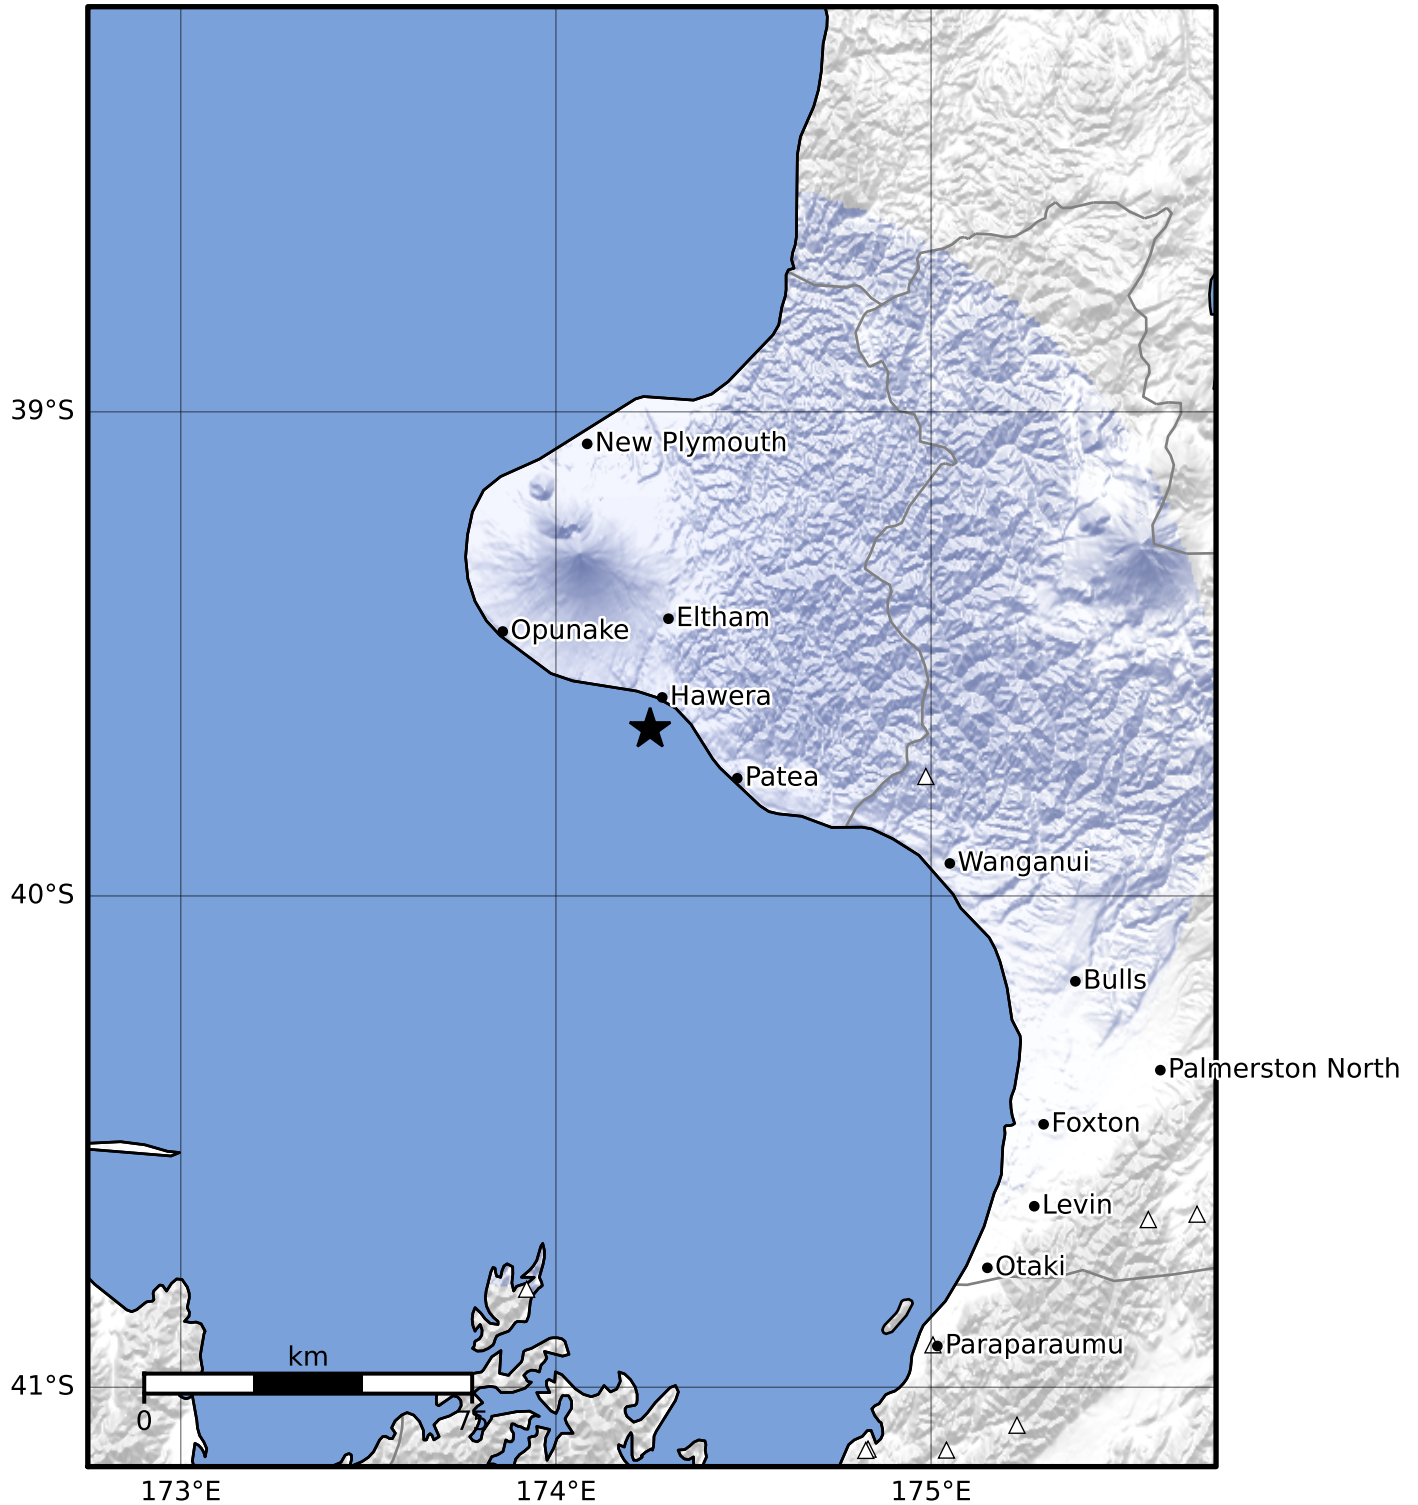 39°S
New Plymouth
Eltham
Opunake
Hawera
Patea
Wanganui
40°S
Bulls
Palmerston North
Foxton
Levin
Otaki
Paraparaumu
km
41°S
0
75
173°E
174°E
175°E